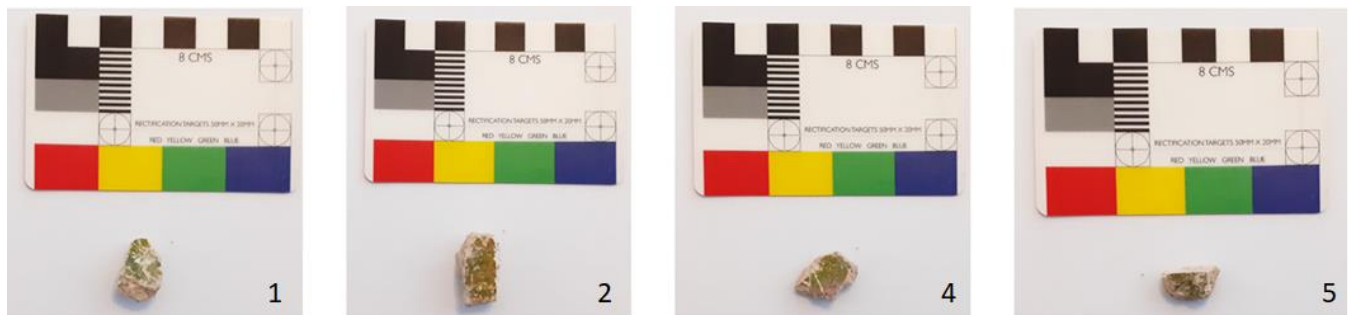 8 CMS
RECTIFICATION TARGETS 50MM X 20MM
RED YELLOW GREEN BLUE
1
8 CMS
RECTIFICATION TARGETS 50MM X 20MM
RED YELLOW GREEN BLUE
2
8 CMS
RECTIFICATION TARGETS 50MM X 20MM
RED YELLOW GREEN BLUE
4
8 CMS
RECTIFICATION TARGETS 50MM X 20MM
RED YELLOW GREEN BLUE
5